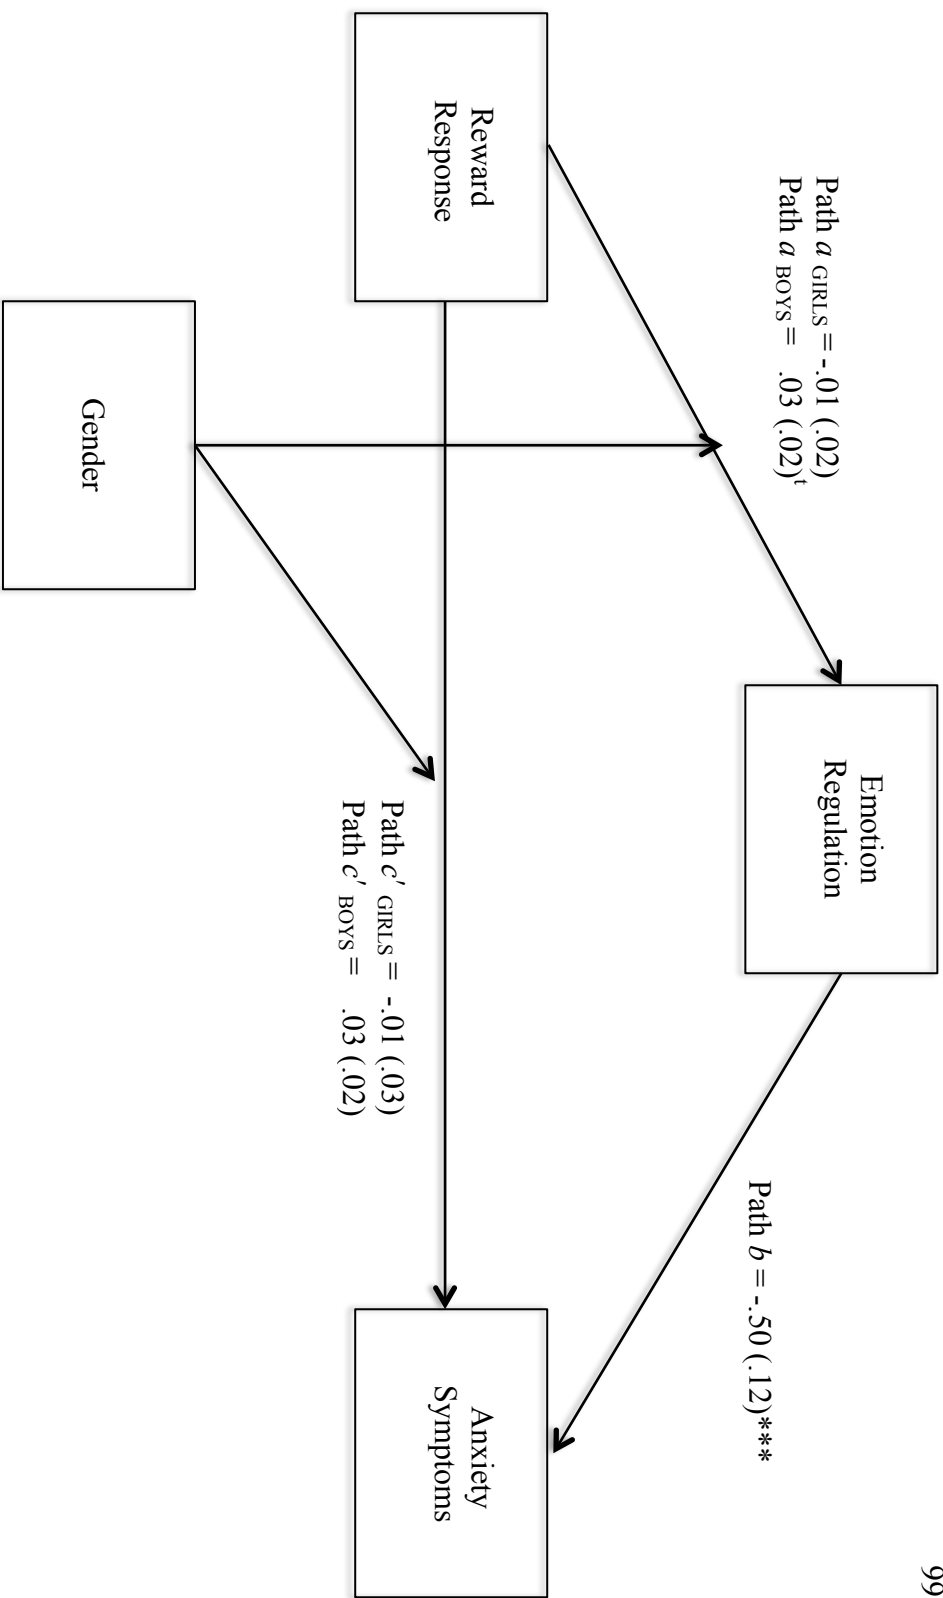 99
Path a GIRLS = -.01 (.02)
Path a BOYS = .03 (.02)t
Emotion
Regulation
Path b = -.50 (.12)***
Reward
Response
Anxiety
Symptoms
Path c′ GIRLS = -.01 (.03)
Path c′ BOYS = .03 (.02)
Gender